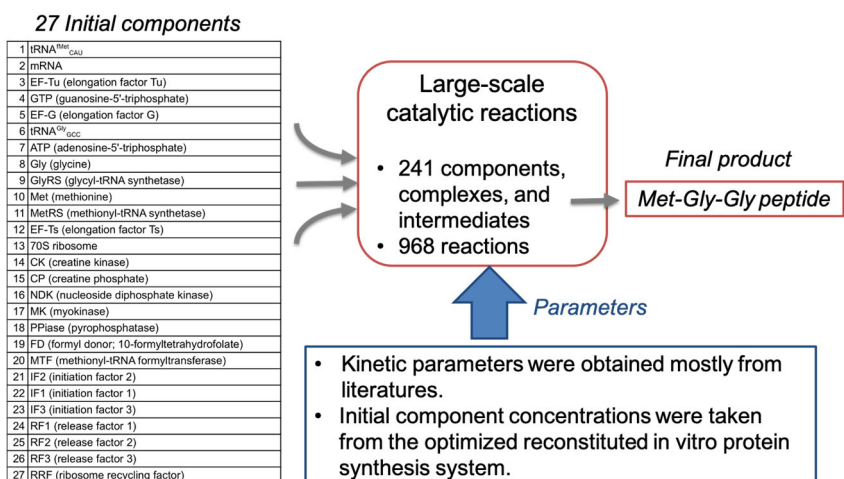 27 Initial components
1 tRNA^fMet_CAU
2 mRNA
3 EF-Tu (elongation factor Tu)
4 GTP (guanosine-5'-triphosphate)
5 EF-G (elongation factor G)
6 tRNA^Gly_GCC
7 ATP (adenosine-5'-triphosphate)
8 Gly (glycine)
9 GlyRS (glycyl-tRNA synthetase)
10 Met (methionine)
11 MetRS (methionyl-tRNA synthetase)
12 EF-Ts (elongation factor Ts)
13 70S ribosome
14 CK (creatine kinase)
15 CP (creatine phosphate)
16 NDK (nucleoside diphosphate kinase)
17 MK (myokinase)
18 PPiase (pyrophosphatase)
19 FD (formyl donor; 10-formyltetrahydrofolate)
20 MTF (methionyl-tRNA formyltransferase)
21 IF2 (initiation factor 2)
22 IF1 (initiation factor 1)
23 IF3 (initiation factor 3)
24 RF1 (release factor 1)
25 RF2 (release factor 2)
26 RF3 (release factor 3)
27 RRF (ribosome recycling factor)
Large-scale
catalytic reactions
• 241 components,
complexes, and
intermediates
• 968 reactions
Final product
Met-Gly-Gly peptide
Parameters
• Kinetic parameters were obtained mostly from
literatures.
• Initial component concentrations were taken
from the optimized reconstituted in vitro protein
synthesis system.